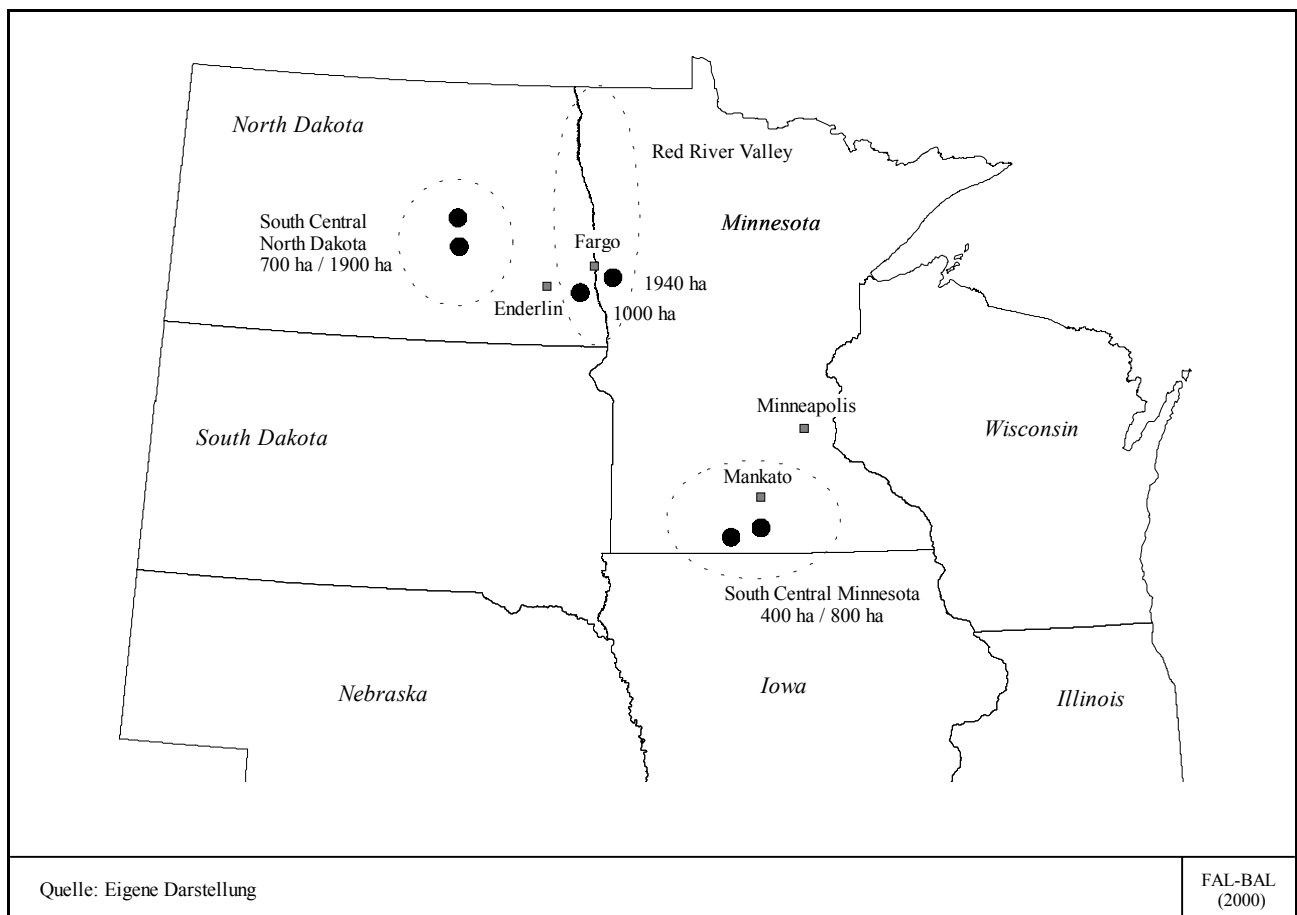 North Dakota
Red River Valley
Minnesota
South Central
North Dakota
700 ha / 1900 ha
Fargo
1940 ha
Enderlin
1000 ha
Minneapolis
South Dakota
Wisconsin
Mankato
South Central Minnesota
400 ha / 800 ha
Nebraska
Iowa
Illinois
Quelle: Eigene Darstellung
FAL-BAL
(2000)